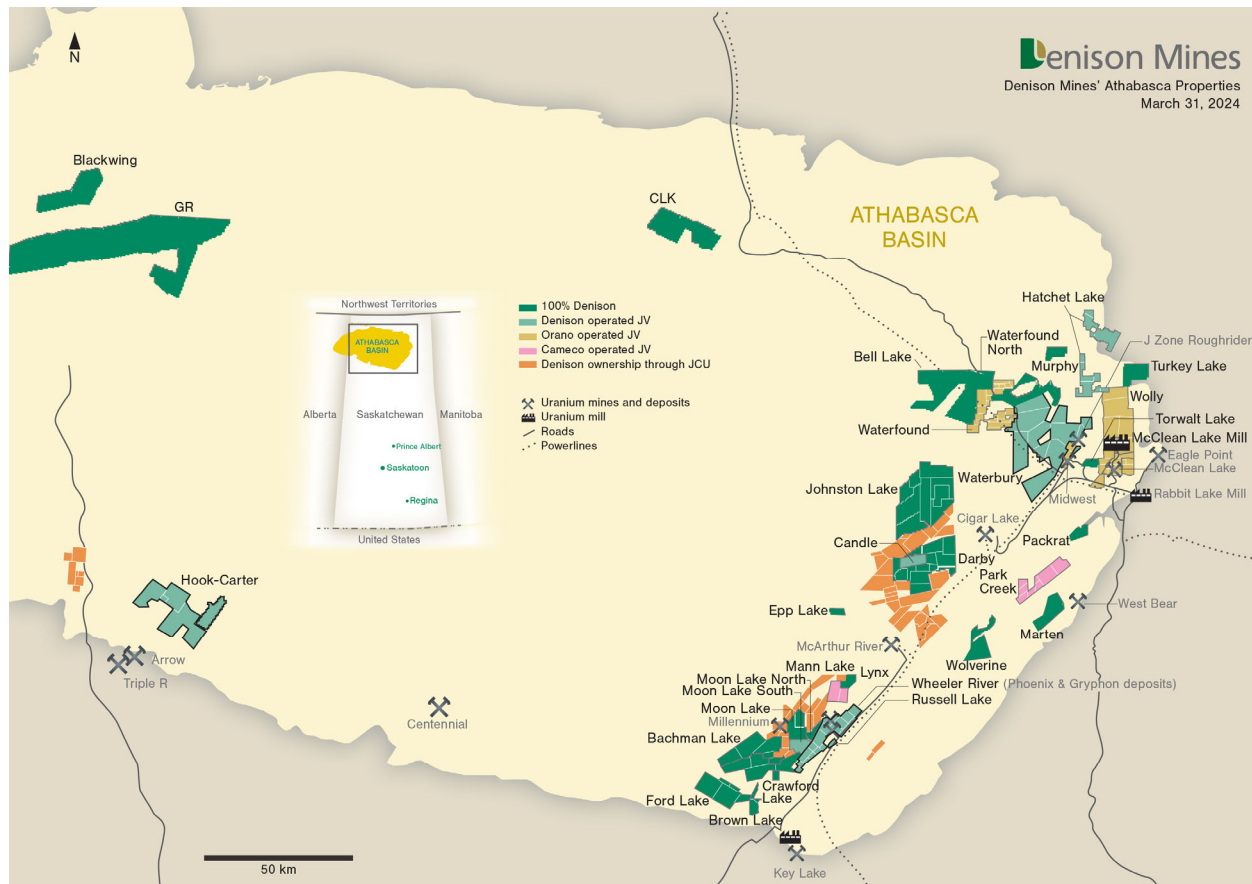 N
Denison Mines
Denison Mines' Athabasca Properties
March 31, 2024
Blackwing
GR
CLK
ATHABASCA
BASIN
Northwest Territories
ATHABASCA
BASIN
Alberta
Saskatchewan
Manitoba
Prince Albert
Saskatoon
Regina
United States
100% Denison
Denison operated JV
Orano operated JV
Cameco operated JV
Denison ownership through JCU
Uranium mines and deposits
Uranium mill
Roads
Powerlines
Hatchet Lake
J Zone Roughrider
Waterfound
North
Bell Lake
Murphy
Turkey Lake
Wolly
Waterfound
Torwalt Lake
McClean Lake Mill
Eagle Point
McClean Lake
Waterbury
Midwest
Rabbit Lake Mill
Johnston Lake
Cigar Lake
Candle
Darby
Packrat
Park
Creek
Hook-Carter
Epp Lake
West Bear
Marten
McArthur River
Wolverine
Arrow
Triple R
Mann Lake
Lynx
Moon Lake North
Moon Lake South
Wheeler River (Phoenix & Gryphon deposits)
Russell Lake
Moon Lake
Millennium
Centennial
Bachman Lake
Crawford
Lake
Ford Lake
Brown Lake
Key Lake
50 km